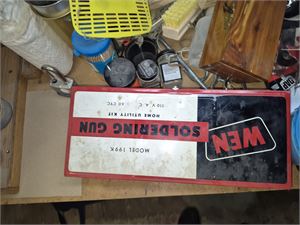 WEN
SOLDERING GUN
HOME UTILITY KIT
MODEL 199K
110 V. A. C. 60 CYC